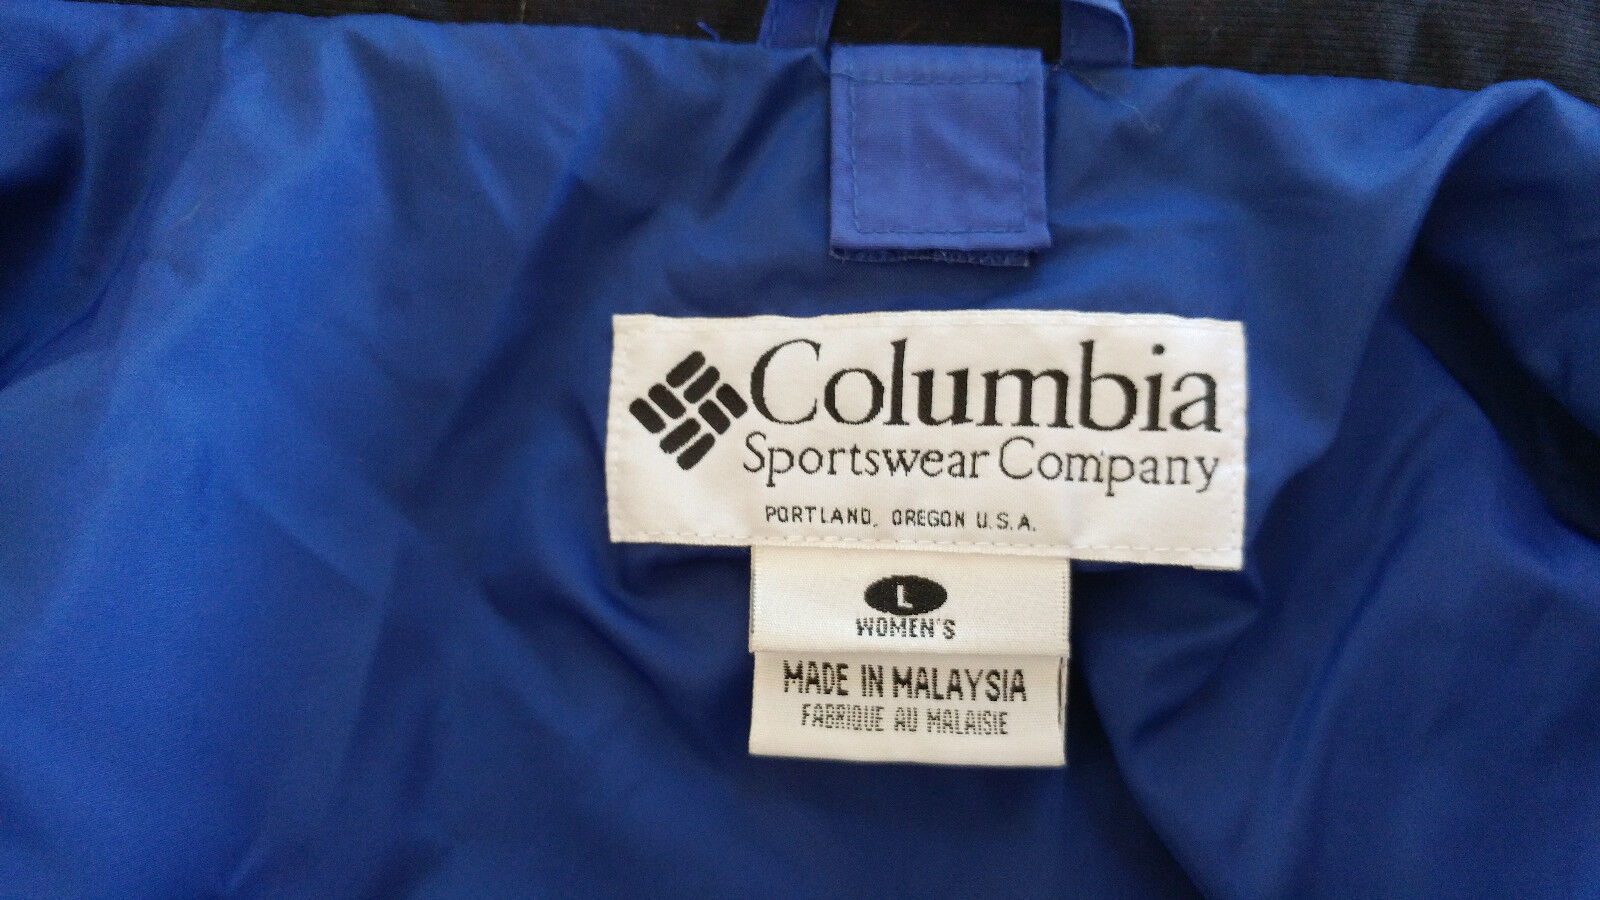 Columbia
Sportswear Company
PORTLAND, OREGON U.S.A.
L
WOMEN'S
MADE IN MALAYSIA
FABRIQUE AU MALAISIE